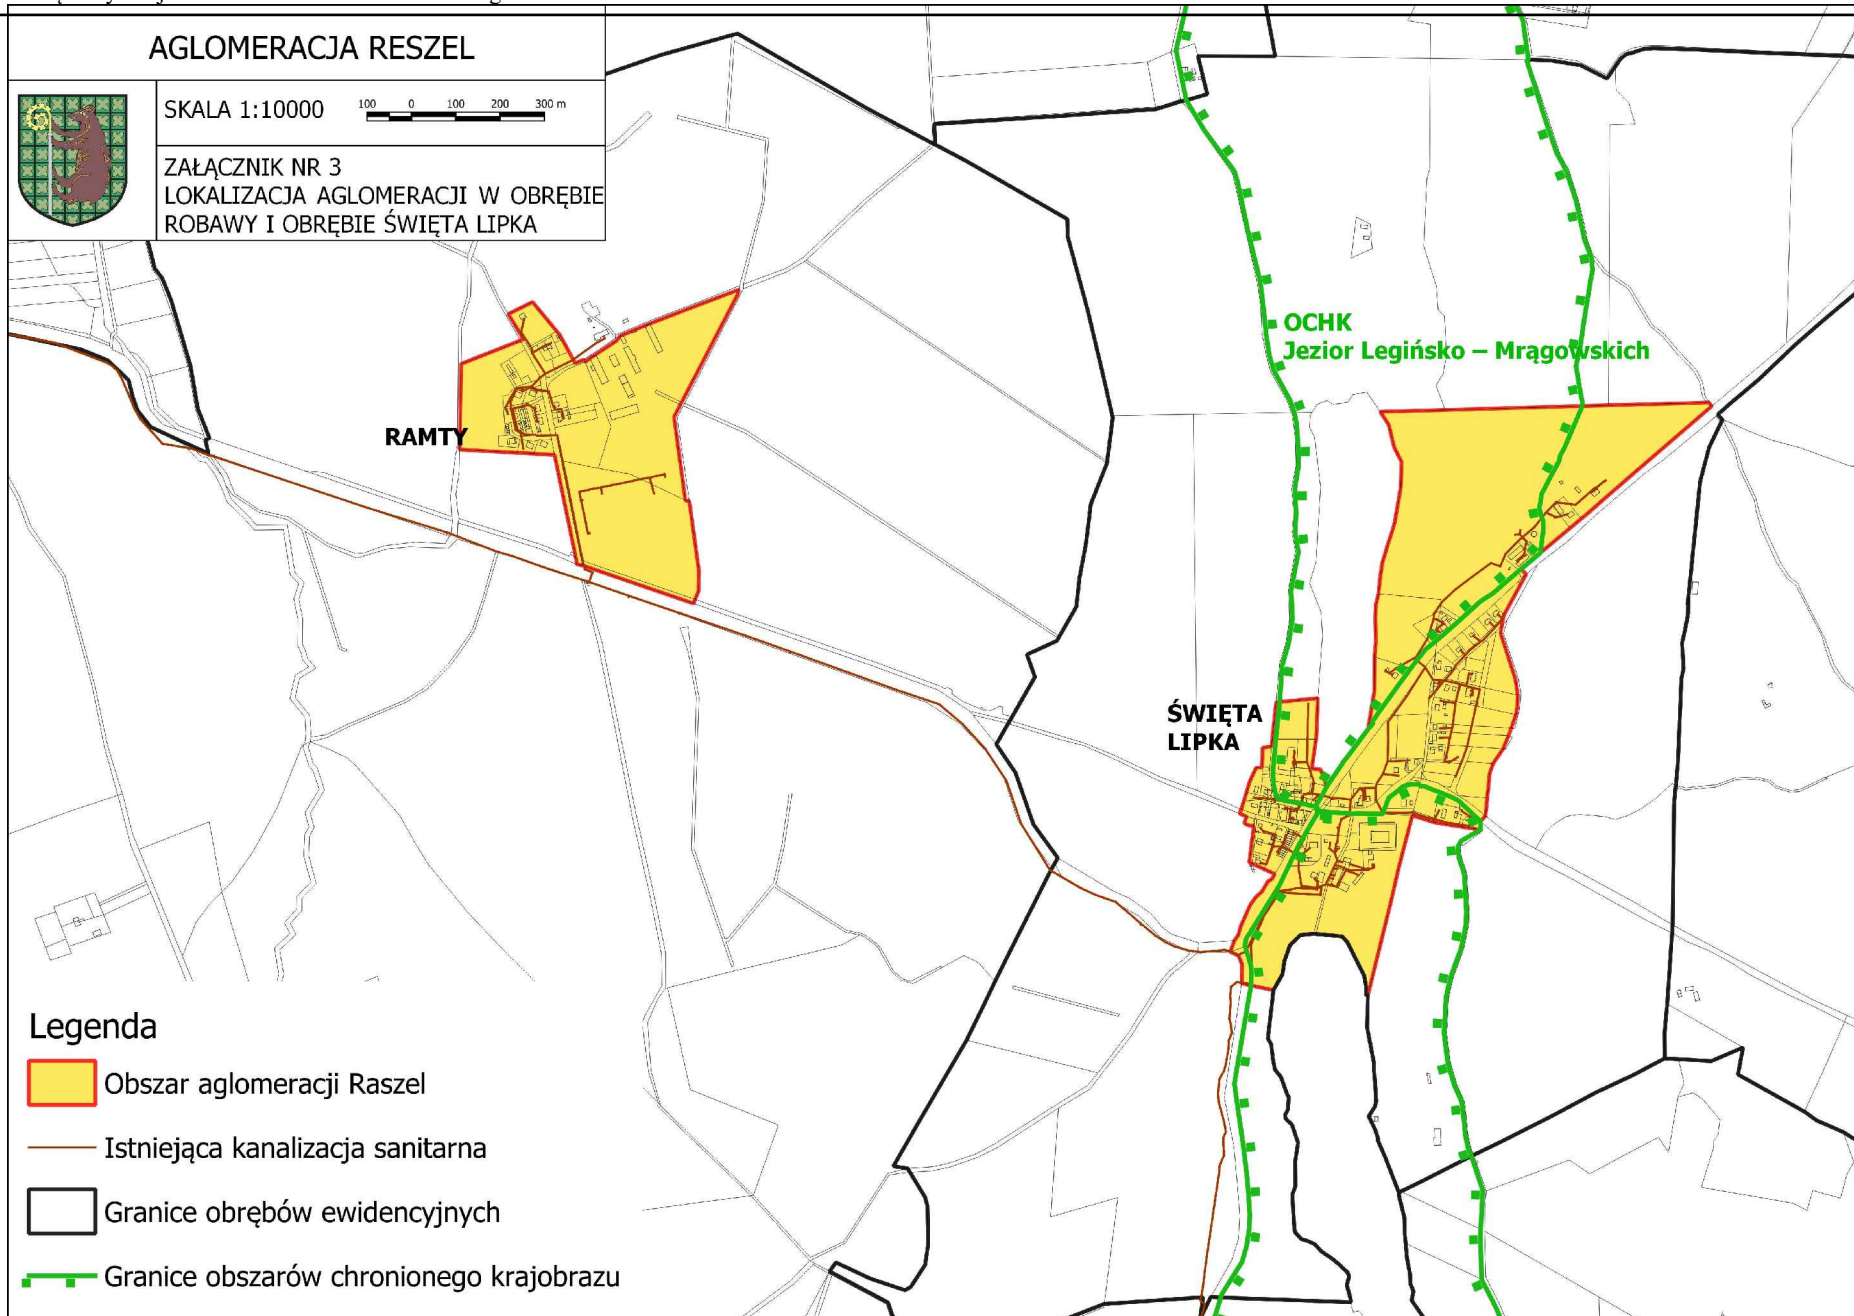 AGLOMERACJA RESZEL
SKALA 1:10000
100 0 100 200 300 m
ZAŁĄCZNIK NR 3
LOKALIZACJA AGLOMERACJI W OBRĘBIE
ROBAWY I OBRĘBIE ŚWIĘTA LIPKA
OCHK
Jezior Legińsko – Mrągowskich
RAMTY
ŚWIĘTA
LIPKA
Legenda
Obszar aglomeracji Raszel
Istniejąca kanalizacja sanitarna
Granice obrębów ewidencyjnych
Granice obszarów chronionego krajobrazu